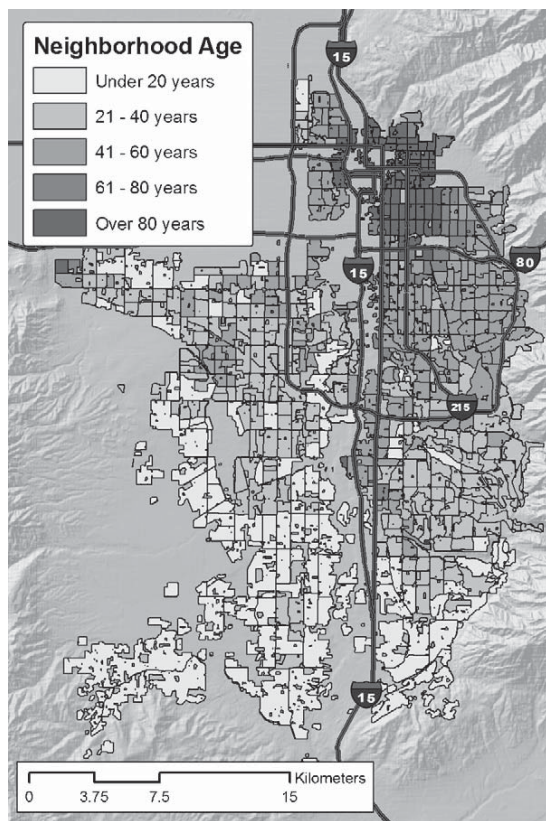 Neighborhood Age
Under 20 years
21 - 40 years
41 - 60 years
61 - 80 years
Over 80 years
15
80
15
215
15
Kilometers
0 3.75 7.5 15